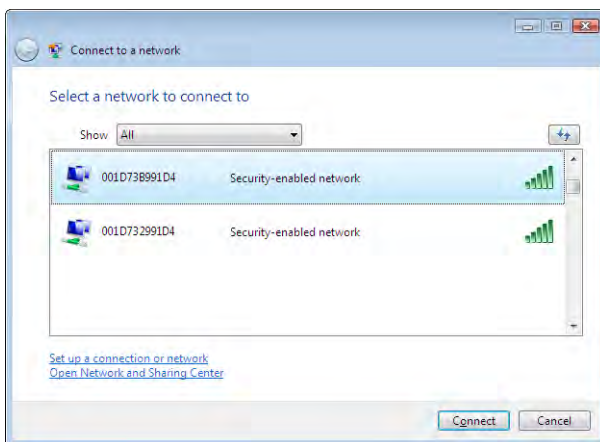 Connect to a network
Select a network to connect to
Show All
001D73B991D4 Security-enabled network
001D732991D4 Security-enabled network
Set up a connection or network
Open Network and Sharing Center
Connect Cancel